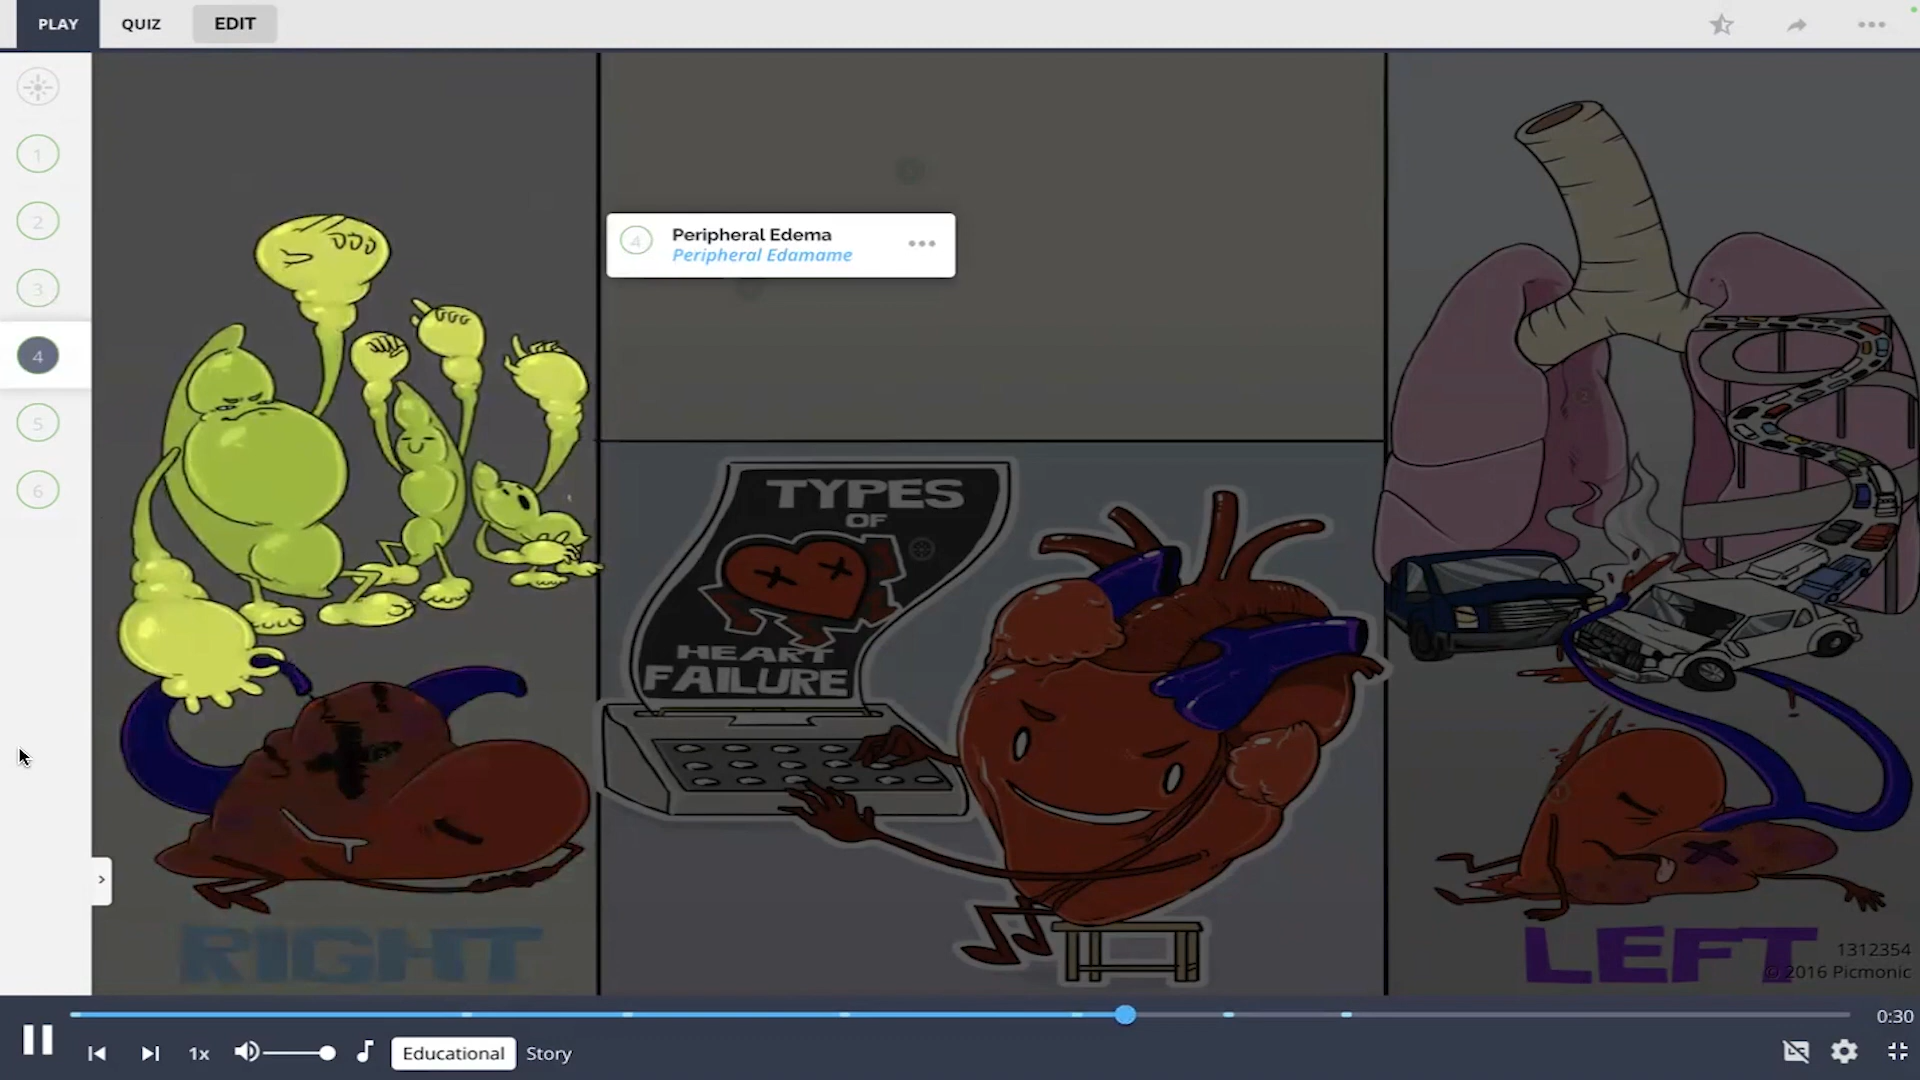 PLAY QUIZ EDIT
1
2
3
4
5
6
4 Peripheral Edema
Peripheral Edamame
TYPES
OF
HEART
FAILURE
RIGHT
LEFT
1312354
© 2016 Picmonic
0:30
1x Educational Story